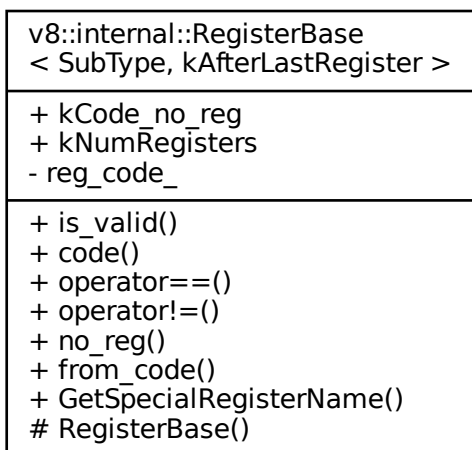 v8::internal::RegisterBase
< SubType, kAfterLastRegister >
+ kCode_no_reg
+ kNumRegisters
- reg_code_
+ is_valid()
+ code()
+ operator==()
+ operator!=()
+ no_reg()
+ from_code()
+ GetSpecialRegisterName()
# RegisterBase()